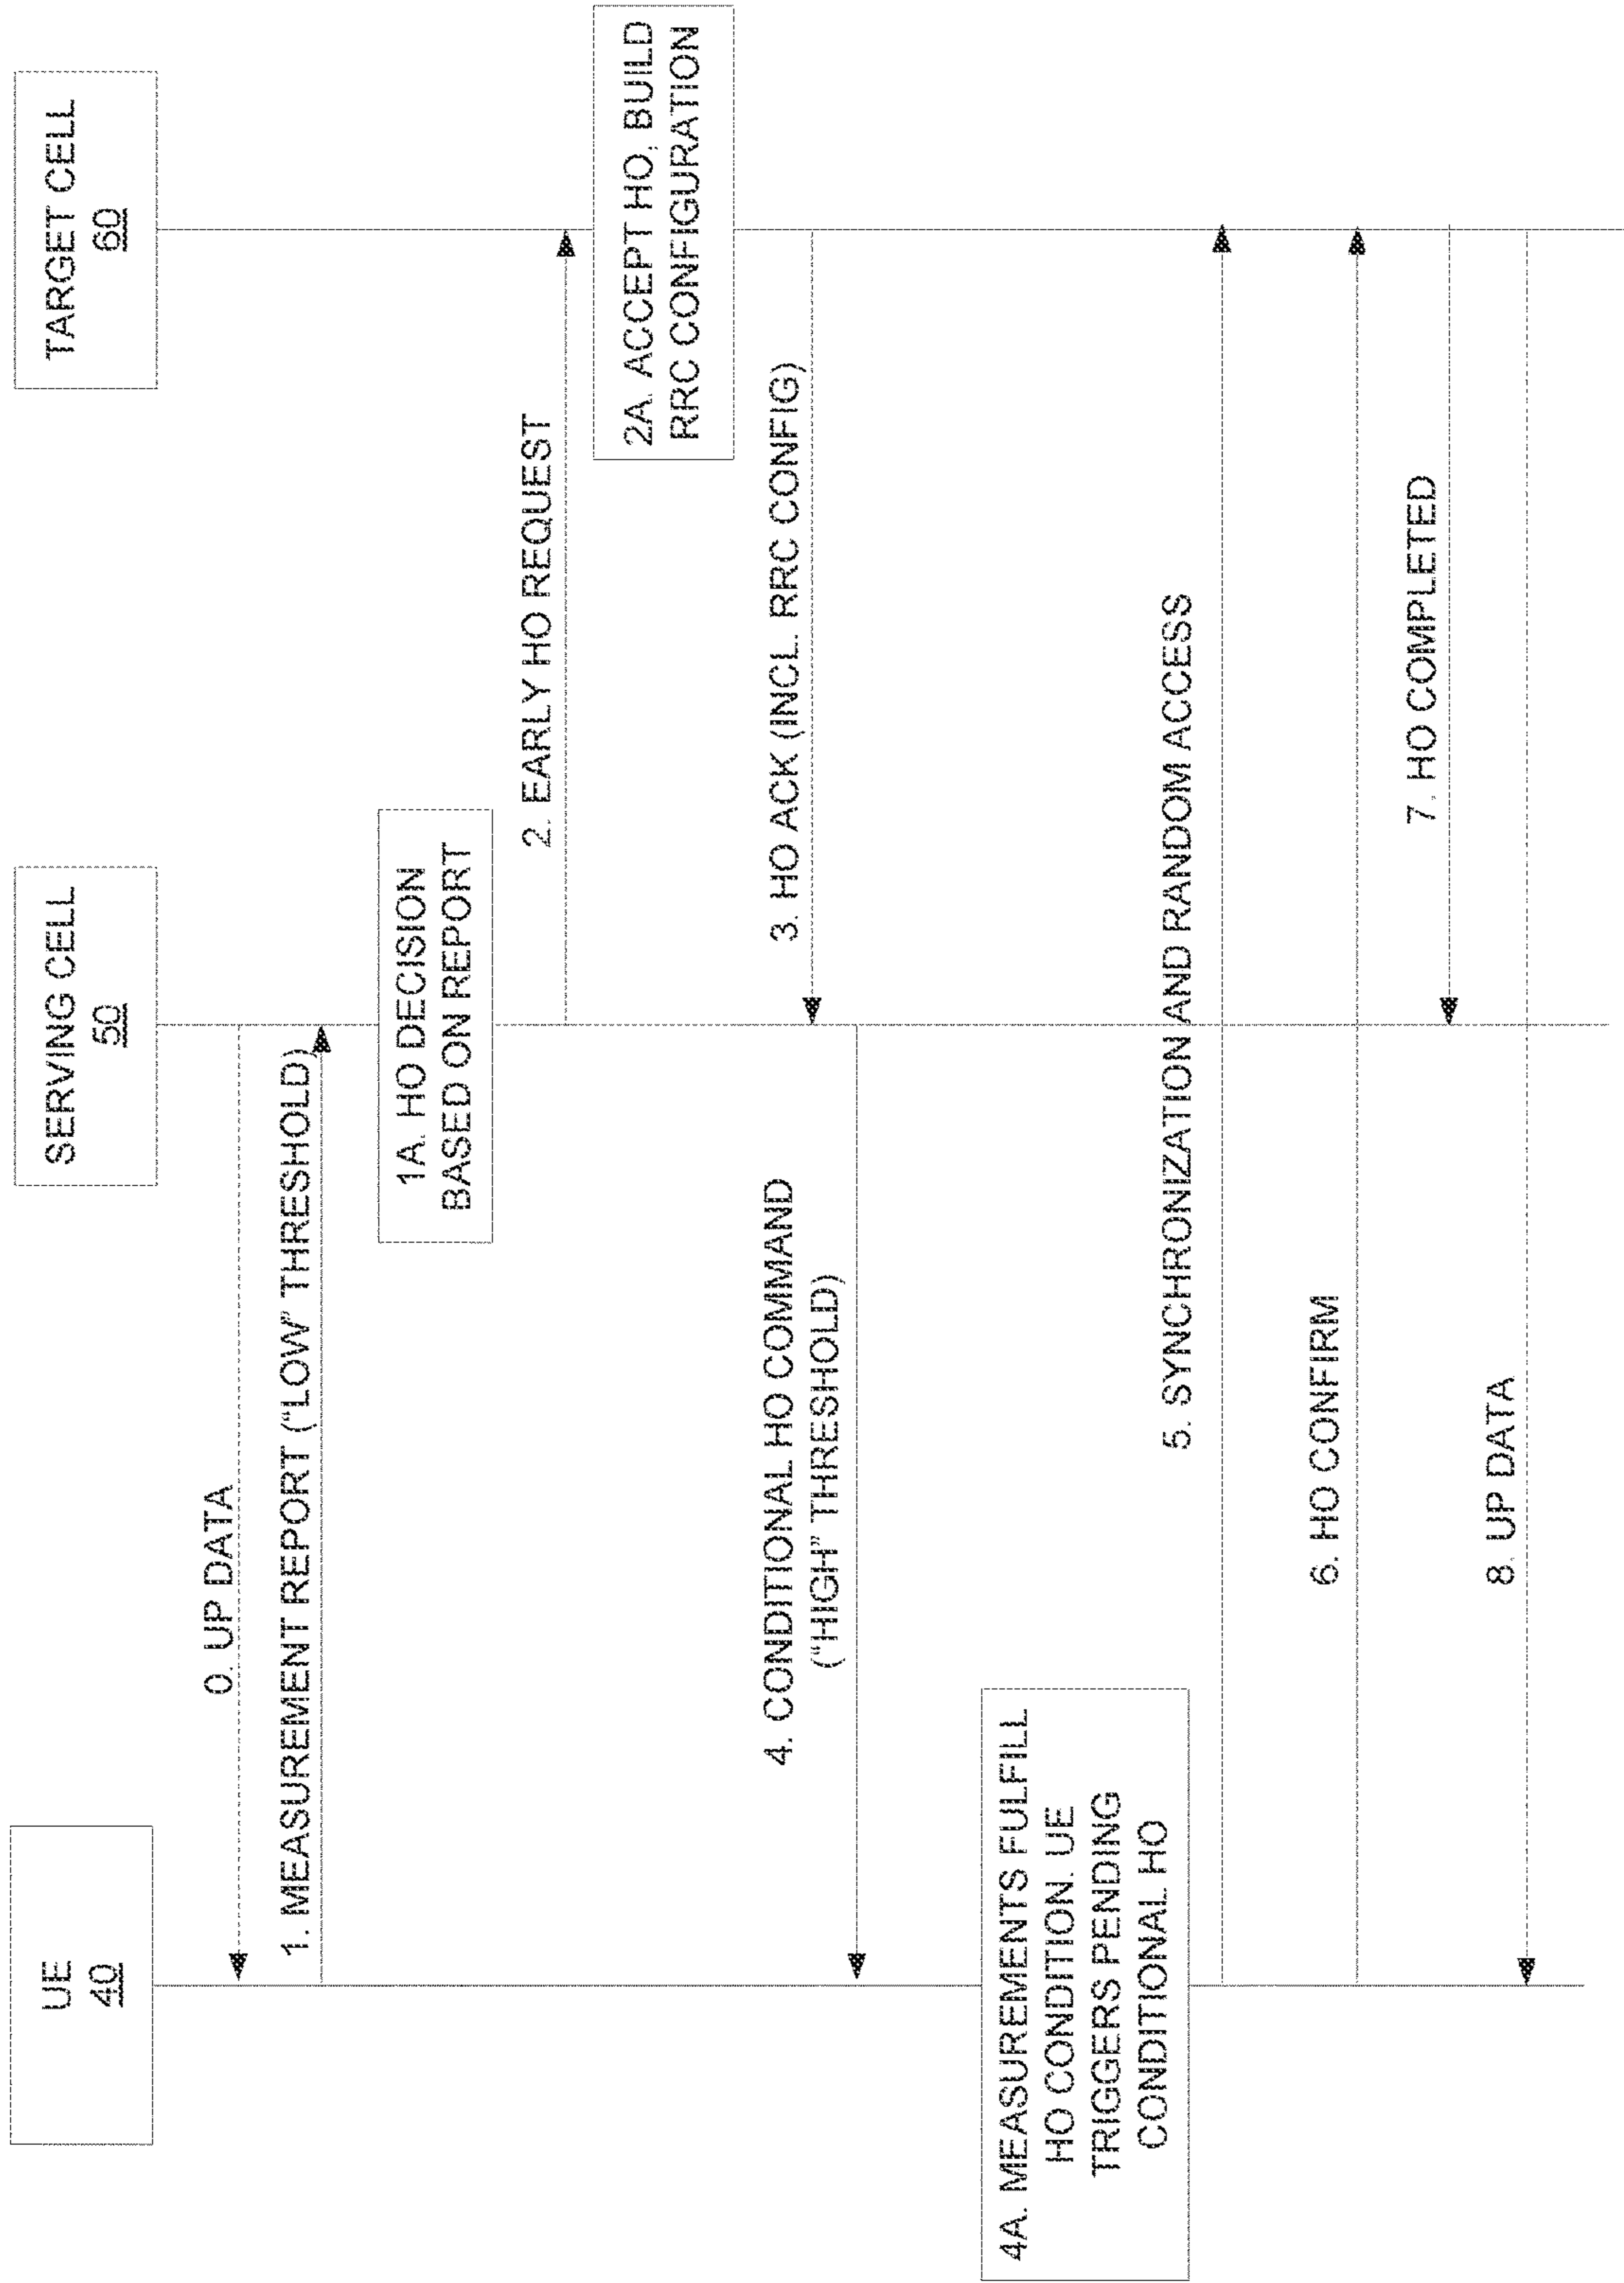 UE
40
SERVING CELL
50
TARGET CELL
60
0. UP DATA
1. MEASUREMENT REPORT (“LOW” THRESHOLD)
1A. HO DECISION
BASED ON REPORT
2. EARLY HO REQUEST
2A. ACCEPT HO, BUILD
RRC CONFIGURATION
3. HO ACK (INCL. RRC CONFIG)
4. CONDITIONAL HO COMMAND
(“HIGH” THRESHOLD)
4A. MEASUREMENTS FULFILL
HO CONDITION. UE
TRIGGERS PENDING
CONDITIONAL HO
5. SYNCHRONIZATION AND RANDOM ACCESS
6. HO CONFIRM
7. HO COMPLETED
8. UP DATA